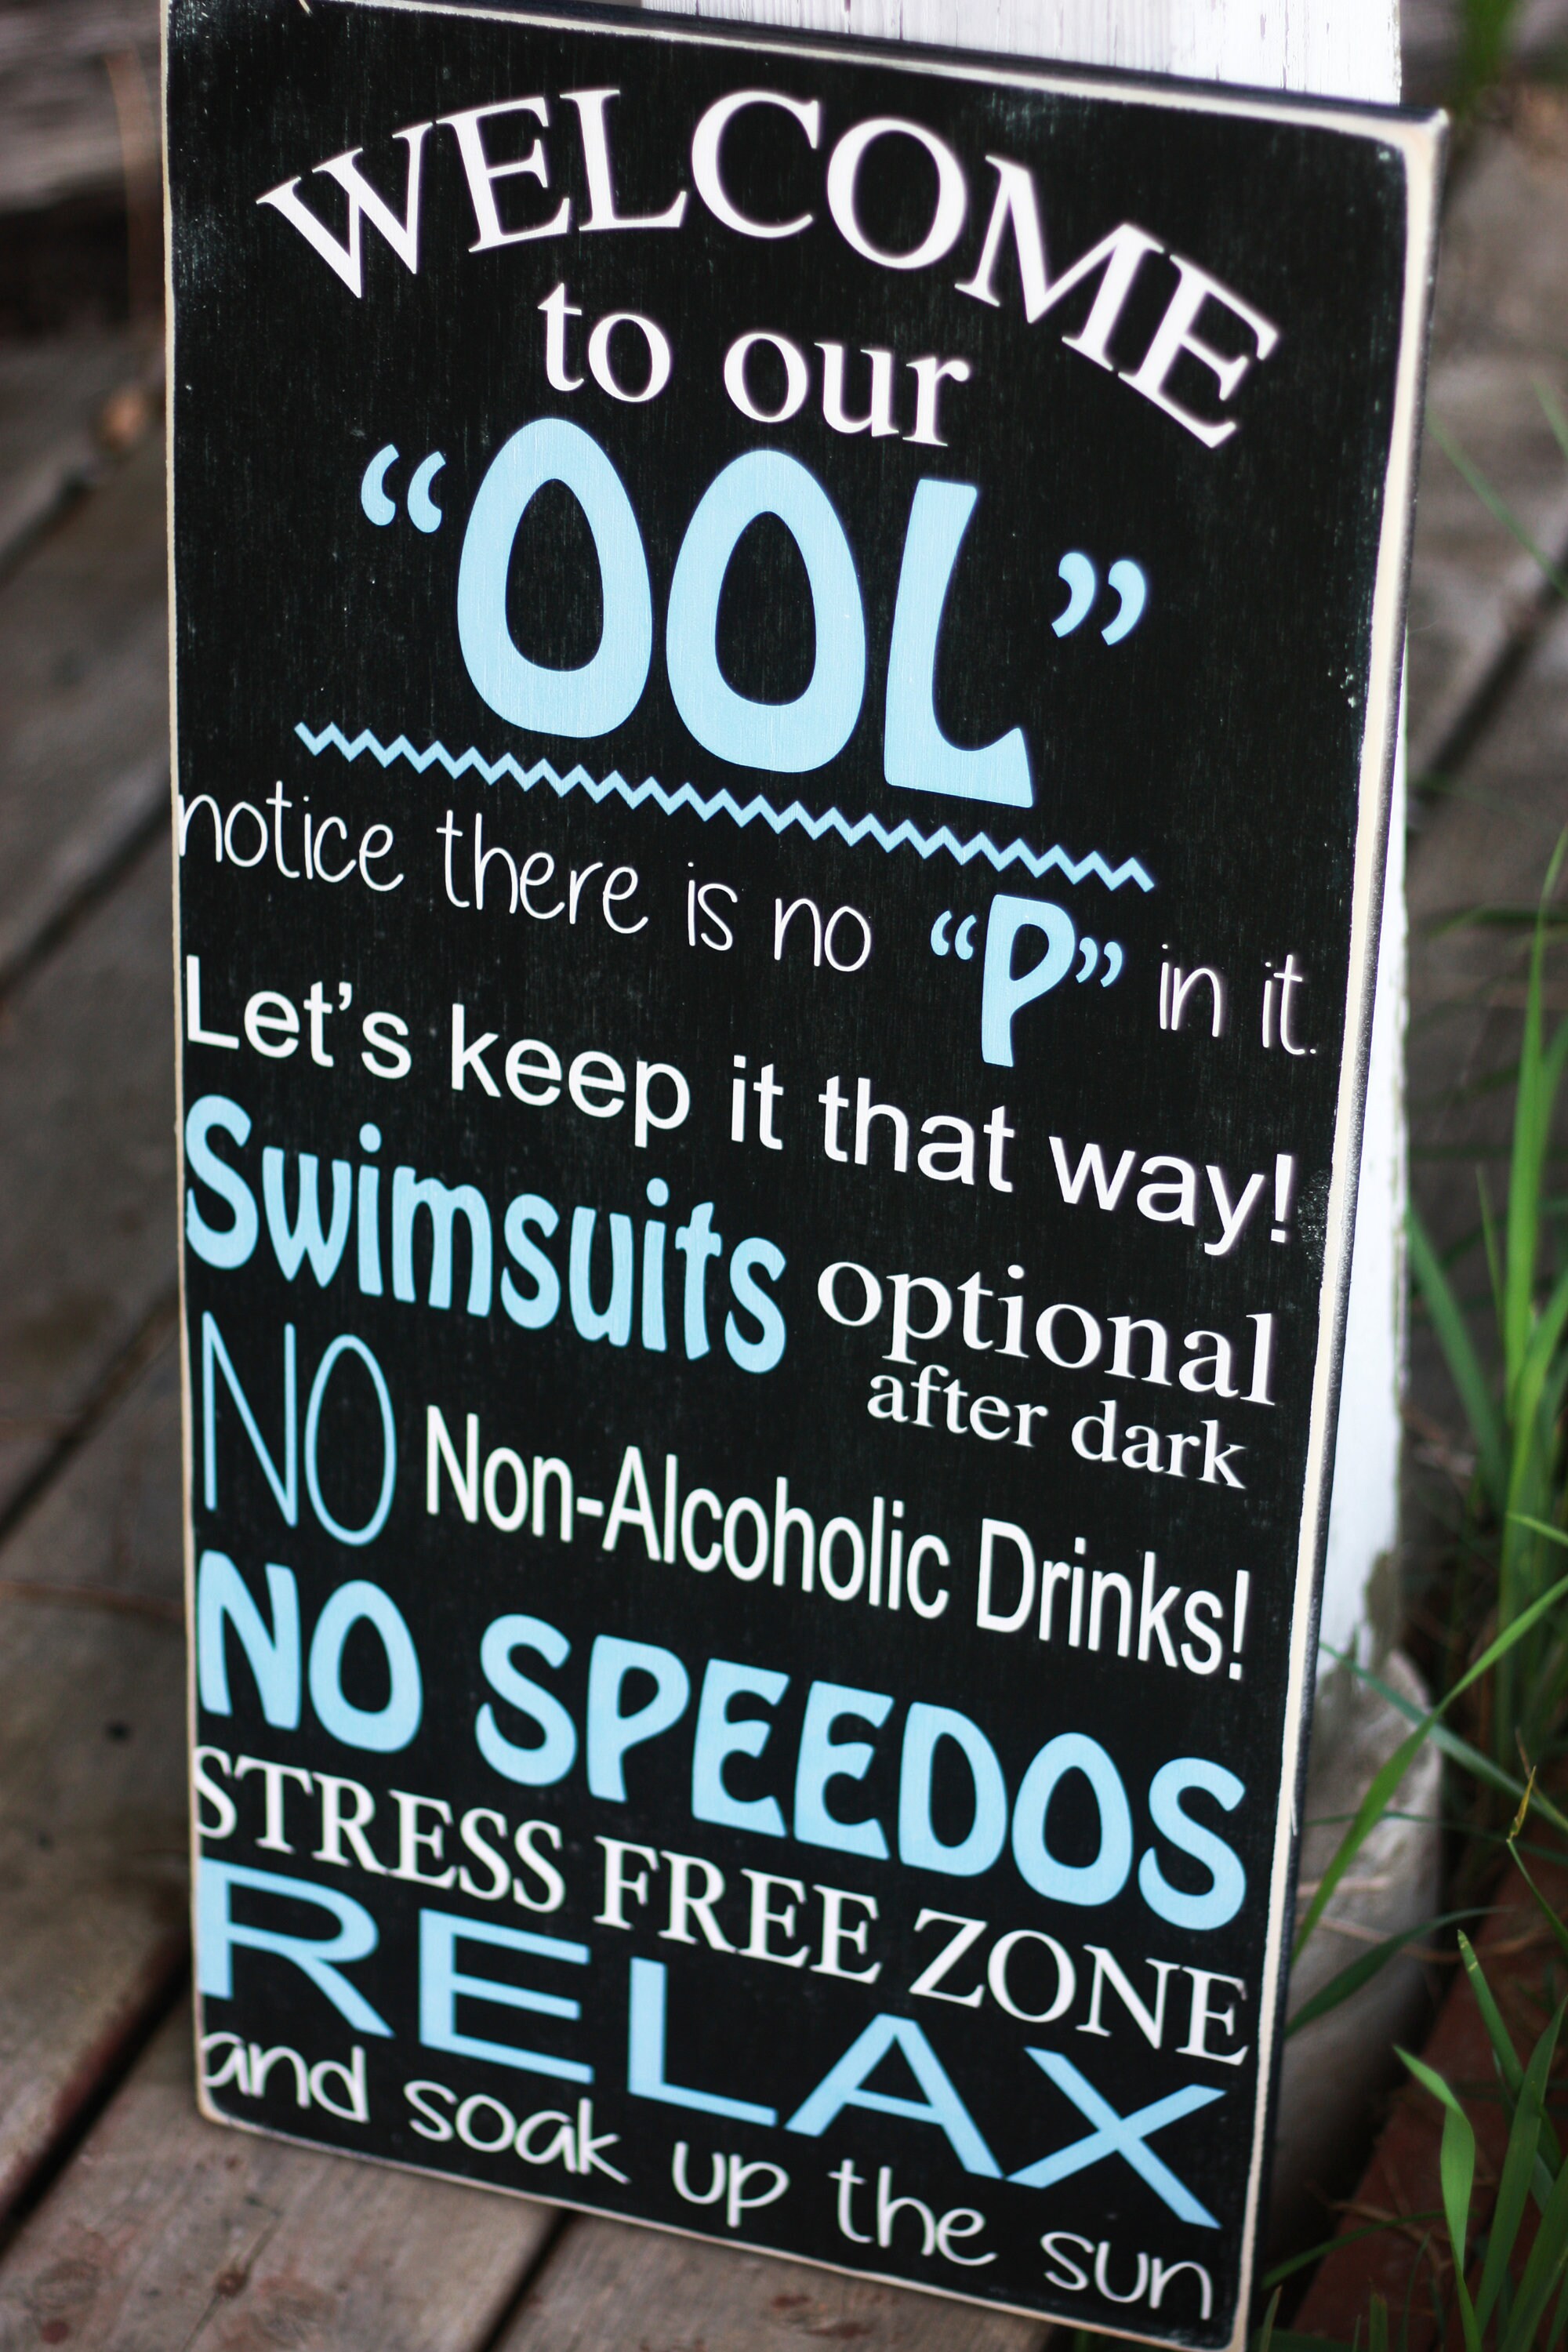 WELCOME
to our
“OOL”
notice there is no “P” in it.
Let’s keep it that way!
Swimsuits optional
after dark
NO Non-Alcoholic Drinks!
NO SPEEDOS
STRESS FREE ZONE
RELAX
and soak up the sun